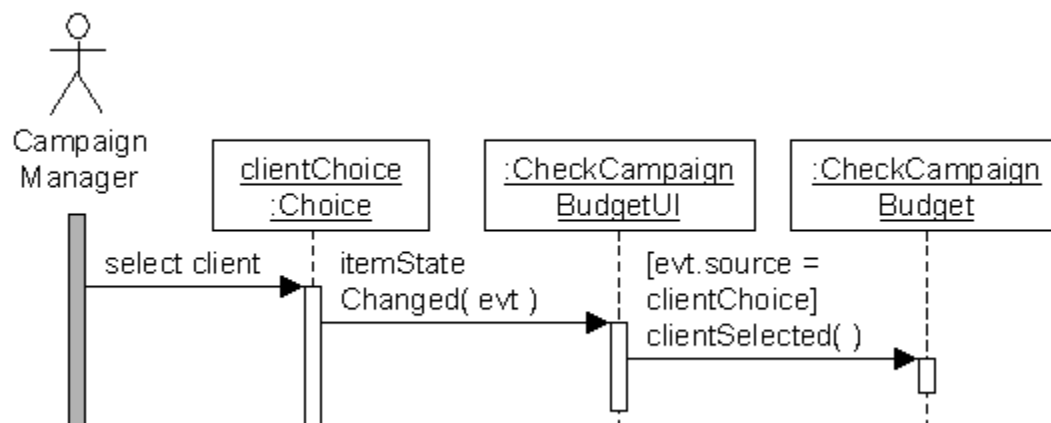 Campaign
Manager
clientChoice
:Choice
:CheckCampaign
BudgetUI
:CheckCampaign
Budget
select client
itemState
Changed( evt )
[evt.source =
clientChoice]
clientSelected( )